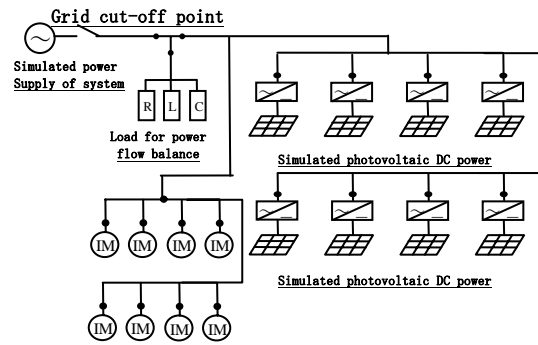 Grid cut-off point
Simulated power
Supply of system
R L C
Load for power
flow balance
Simulated photovoltaic DC power
IM IM IM IM
Simulated photovoltaic DC power
IM IM IM IM